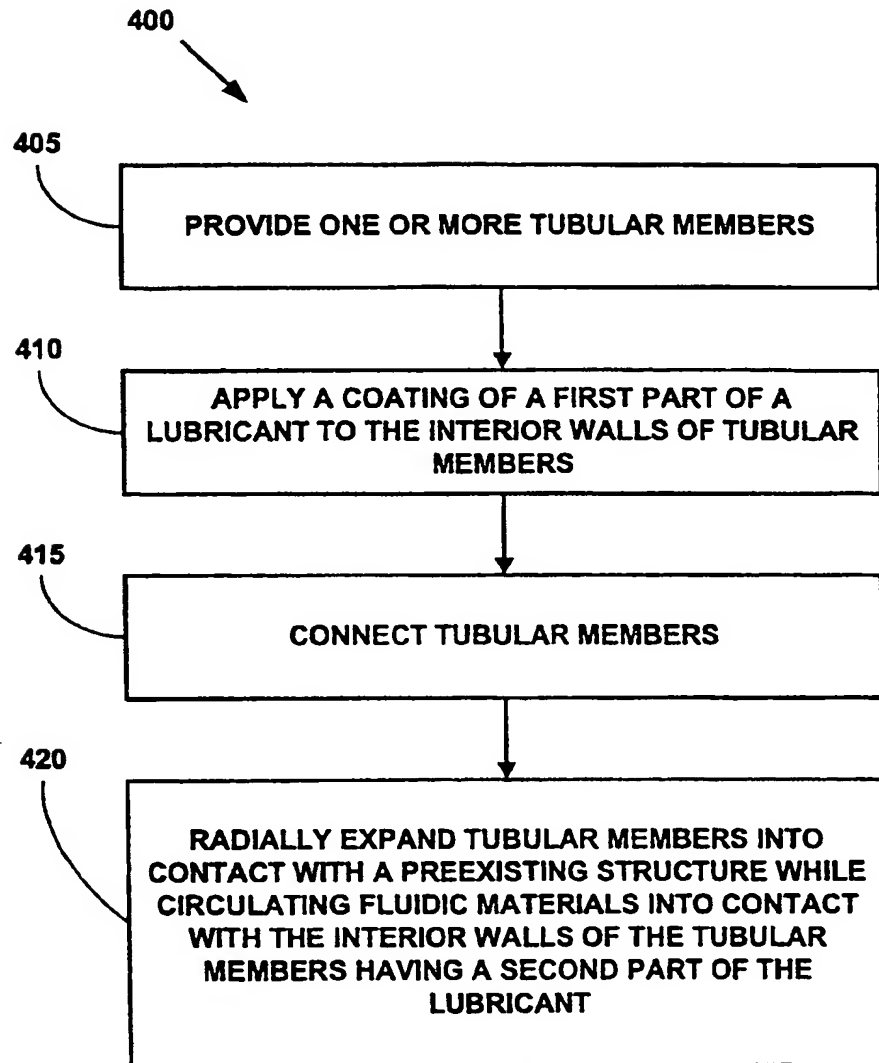 400
405
PROVIDE ONE OR MORE TUBULAR MEMBERS
410
APPLY A COATING OF A FIRST PART OF A
LUBRICANT TO THE INTERIOR WALLS OF TUBULAR
MEMBERS
415
CONNECT TUBULAR MEMBERS
420
RADIALLY EXPAND TUBULAR MEMBERS INTO
CONTACT WITH A PREEXISTING STRUCTURE WHILE
CIRCULATING FLUIDIC MATERIALS INTO CONTACT
WITH THE INTERIOR WALLS OF THE TUBULAR
MEMBERS HAVING A SECOND PART OF THE
LUBRICANT